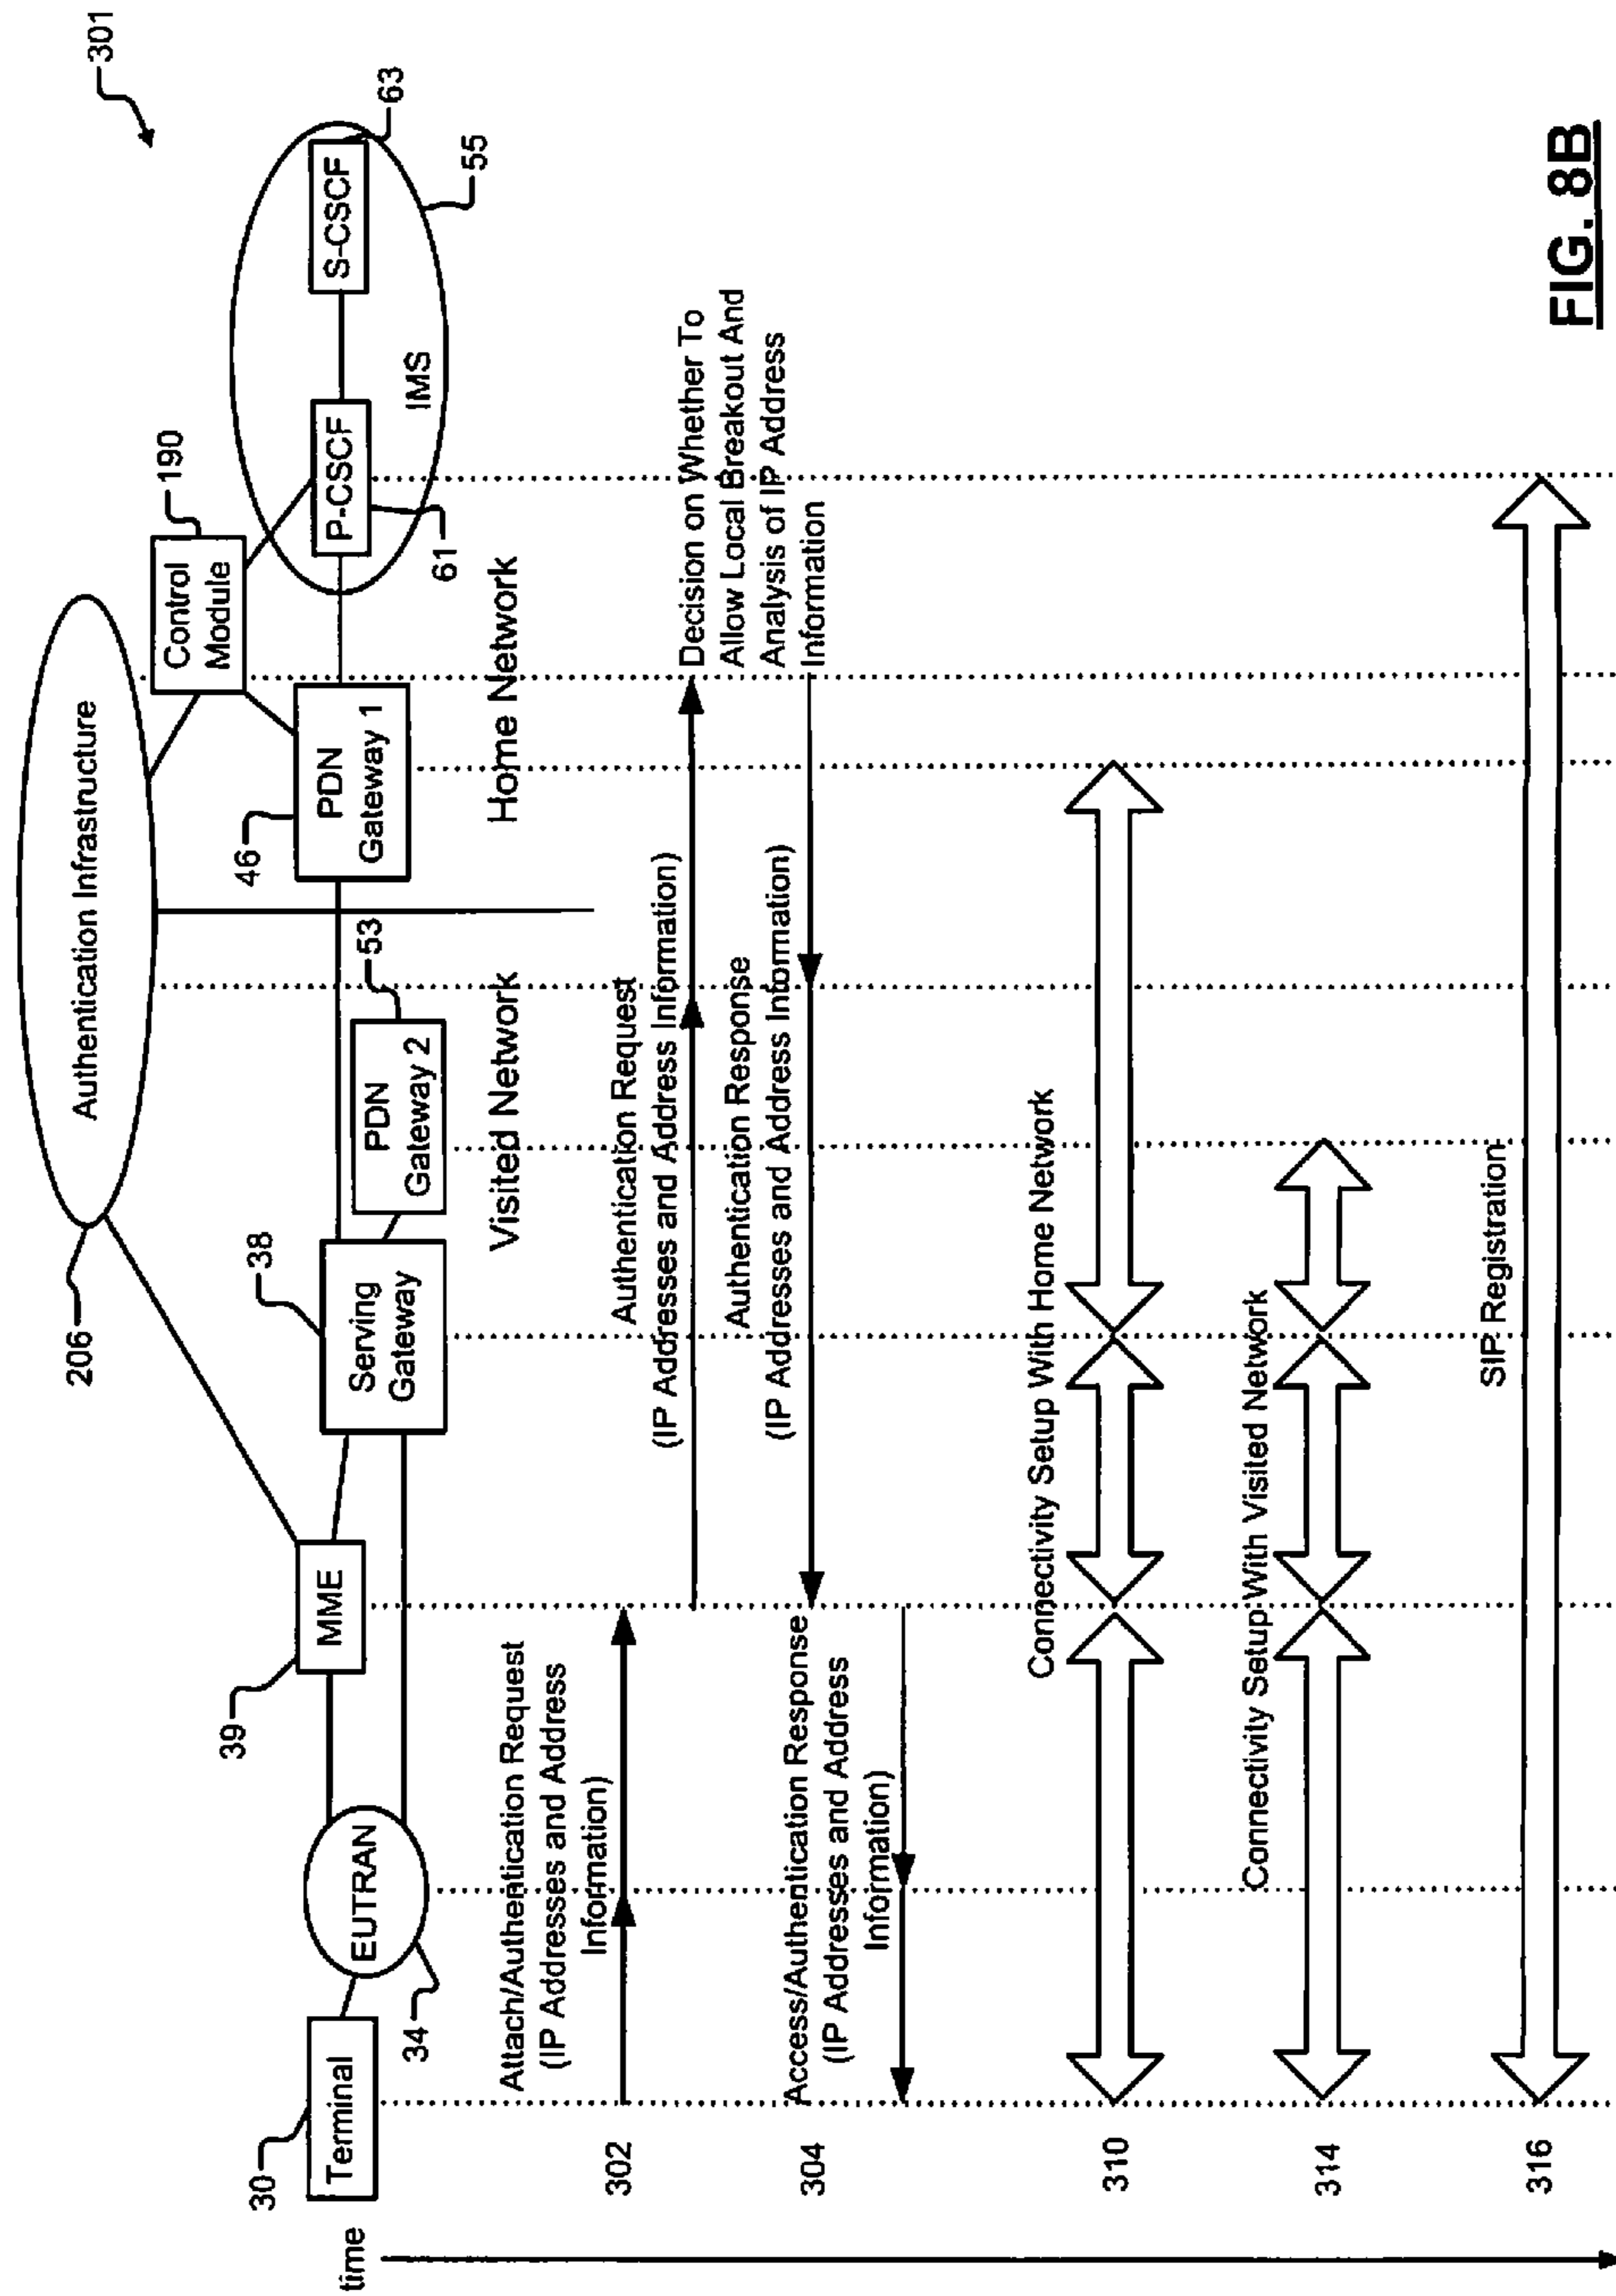 301
Authentication Infrastructure
206
Control
Module
190
S-CSCF
63
P-CSCF
61
IMS
55
PDN
Gateway 1
46
Home Network
PDN
Gateway 2
53
Visited Network
Serving
Gateway
38
MME
39
EUTRAN
34
Terminal
30
time
302
Attach/Authentication Request
(IP Addresses and Address
Information)
Authentication Request
(IP Addresses and Address Information)
Decision on Whether To
Allow Local Breakout And
Analysis of IP Address
Information
304
Authentication Response
(IP Addresses and Address Information)
Access/Authentication Response
(IP Addresses and Address
Information)
310
Connectivity Setup With Home Network
314
Connectivity Setup With Visited Network
316
SIP Registration
FIG. 8B